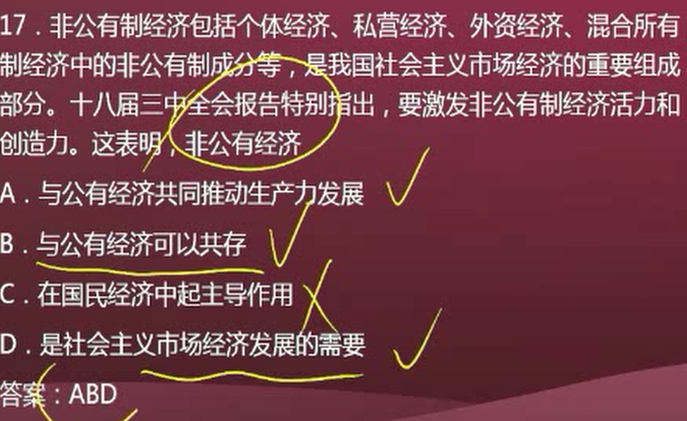 17．非公有制经济包括个体经济、私营经济、外资经济、混合所有
制经济中的非公有制成分等，是我国社会主义市场经济的重要组成
部分。十八届三中全会报告特别指出，要激发非公有制经济活力和
创造力。这表明，非公有经济
A．与公有经济共同推动生产力发展
B．与公有经济可以共存
C．在国民经济中起主导作用
D．是社会主义市场经济发展的需要
答案：ABD